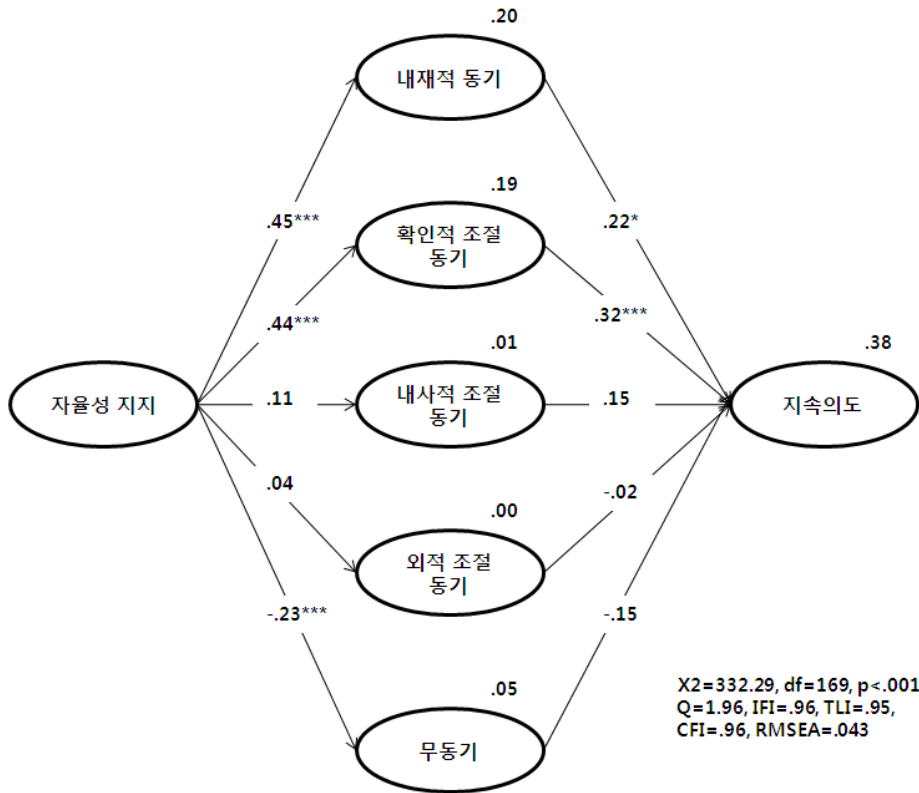 .20
내재적 동기
.45***
.22*
.19
확인적 조절
동기
.44***
.32***
.01
.38
자율성 지지
.11
내사적 조절
동기
.15
지속의도
.04
-.02
.00
외적 조절
동기
-.23***
-.15
.05
무동기
X2=332.29, df=169, p<.001
Q=1.96, IFI=.96, TLI=.95,
CFI=.96, RMSEA=.043